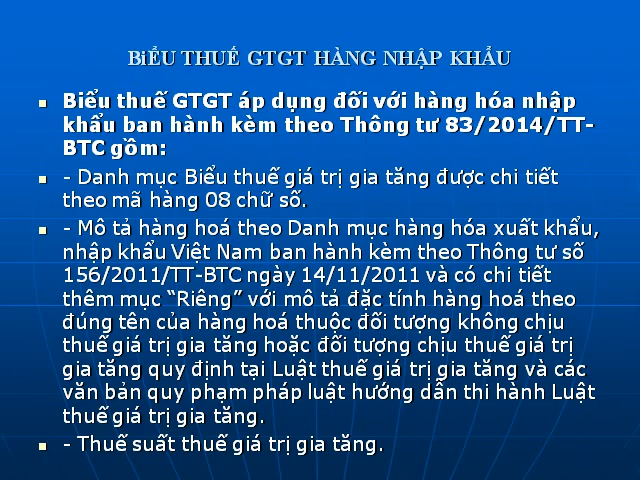 BiỂU THUẾ GTGT HÀNG NHẬP KHẨU
Biểu thuế GTGT áp dụng đối với hàng hóa nhập
khẩu ban hành kèm theo Thông tư 83/2014/TT-
BTC gồm:
- Danh mục Biểu thuế giá trị gia tăng được chi tiết
theo mã hàng 08 chữ số.
- Mô tả hàng hoá theo Danh mục hàng hóa xuất khẩu,
nhập khẩu Việt Nam ban hành kèm theo Thông tư số
156/2011/TT-BTC ngày 14/11/2011 và có chi tiết
thêm mục “Riêng” với mô tả đặc tính hàng hoá theo
đúng tên của hàng hoá thuộc đối tượng không chịu
thuế giá trị gia tăng hoặc đối tượng chịu thuế giá trị
gia tăng quy định tại Luật thuế giá trị gia tăng và các
văn bản quy phạm pháp luật hướng dẫn thi hành Luật
thuế giá trị gia tăng.
- Thuế suất thuế giá trị gia tăng.